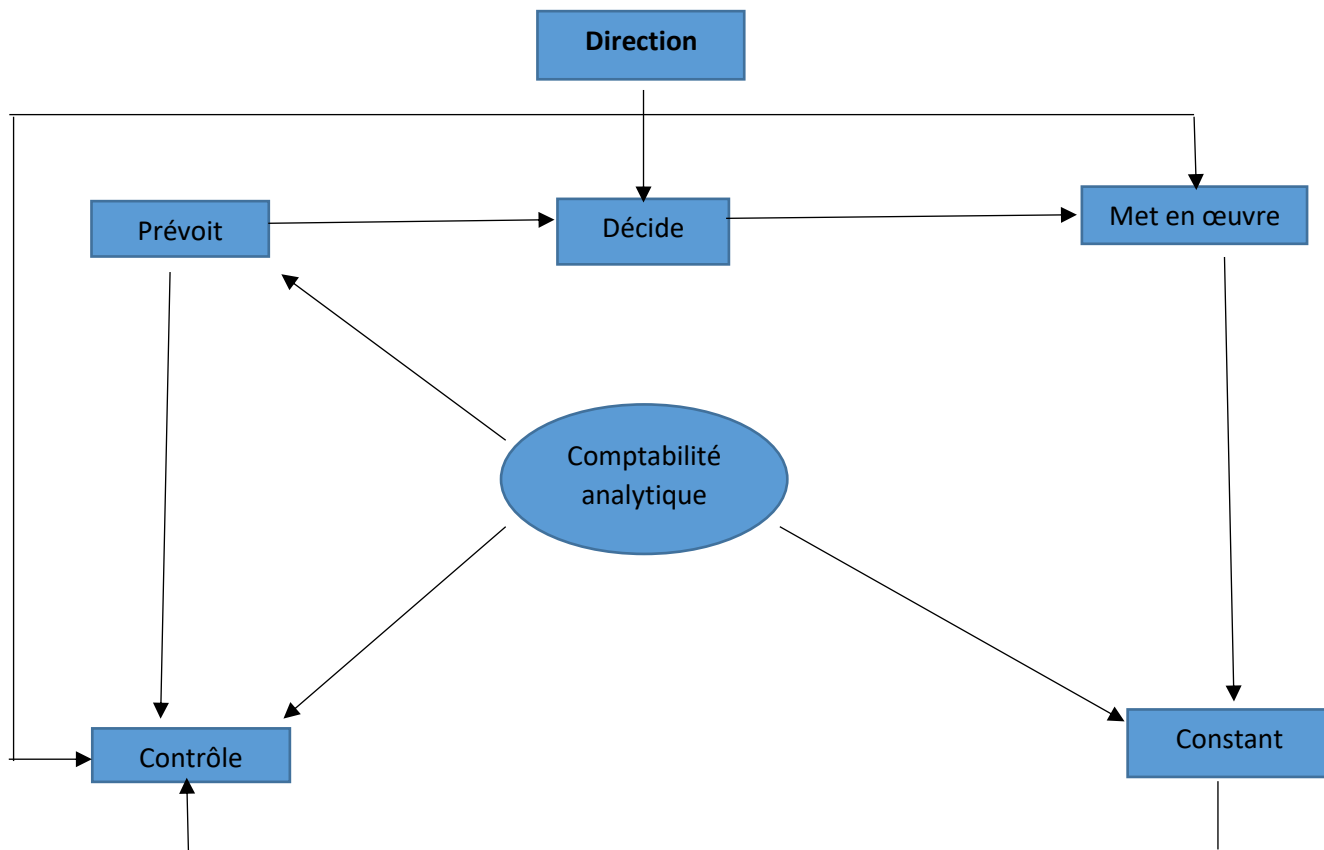 Direction
Prévoit
Décide
Met en œuvre
Comptabilité
analytique
Contrôle
Constant